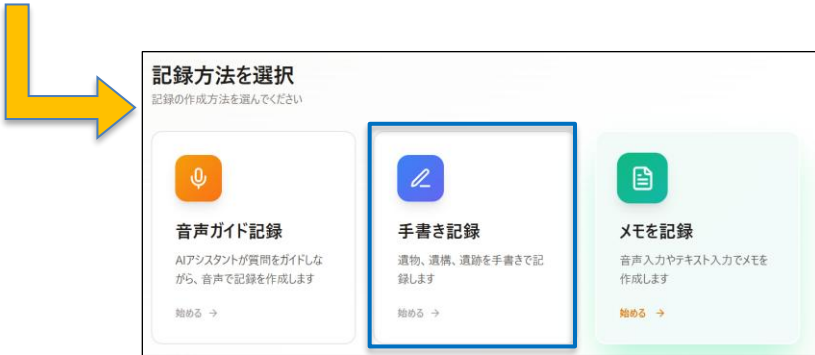 記録方法を選択
記録の作成方法を選んでください
音声ガイド記録
AIアシスタントが質問をガイドしな
がら、音声で記録を作成します
始める →
手書き記録
遺物、遺構、遺跡を手書きで記
録します
始める →
メモを記録
音声入力やテキスト入力でメモを
作成します
始める →